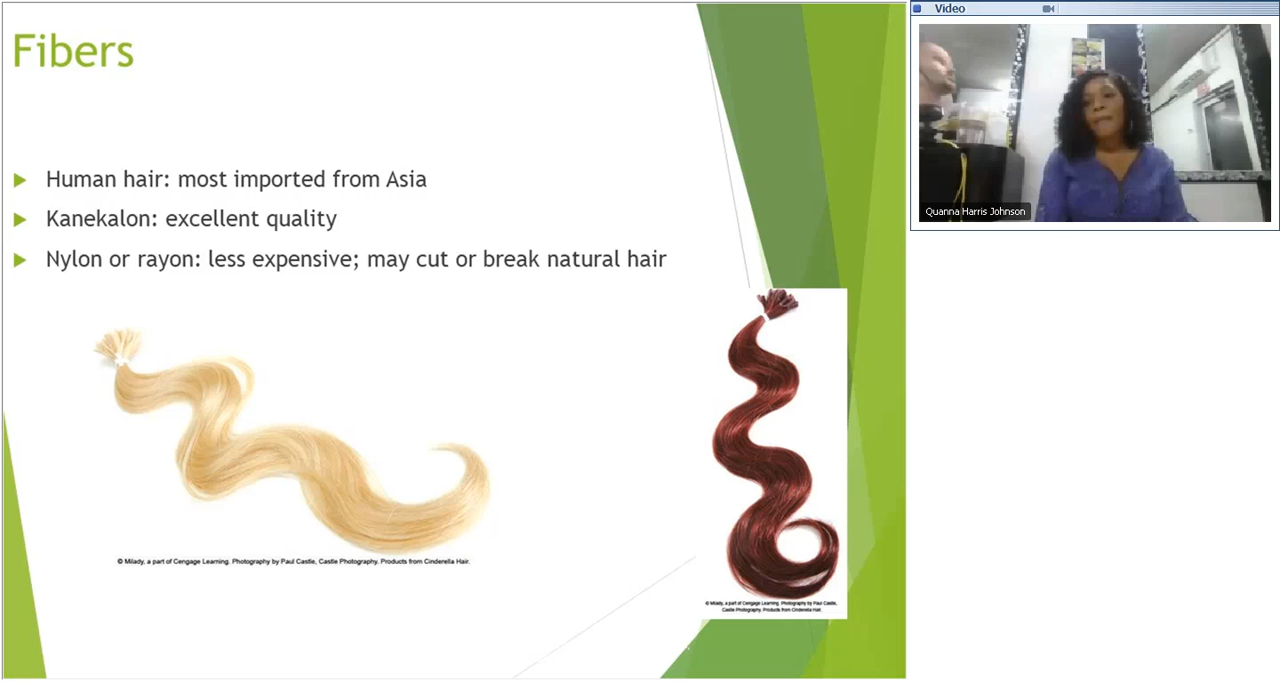 Fibers
Human hair: most imported from Asia
Kanekalon: excellent quality
Nylon or rayon: less expensive; may cut or break natural hair
© Milady, a part of Cengage Learning. Photography by Paul Castle, Castle Photography. Products from Cinderella Hair.
© Milady, a part of Cengage Learning. Photography by Paul Castle,
Castle Photography. Products from Cinderella Hair.
Video
Quanna Harris Johnson